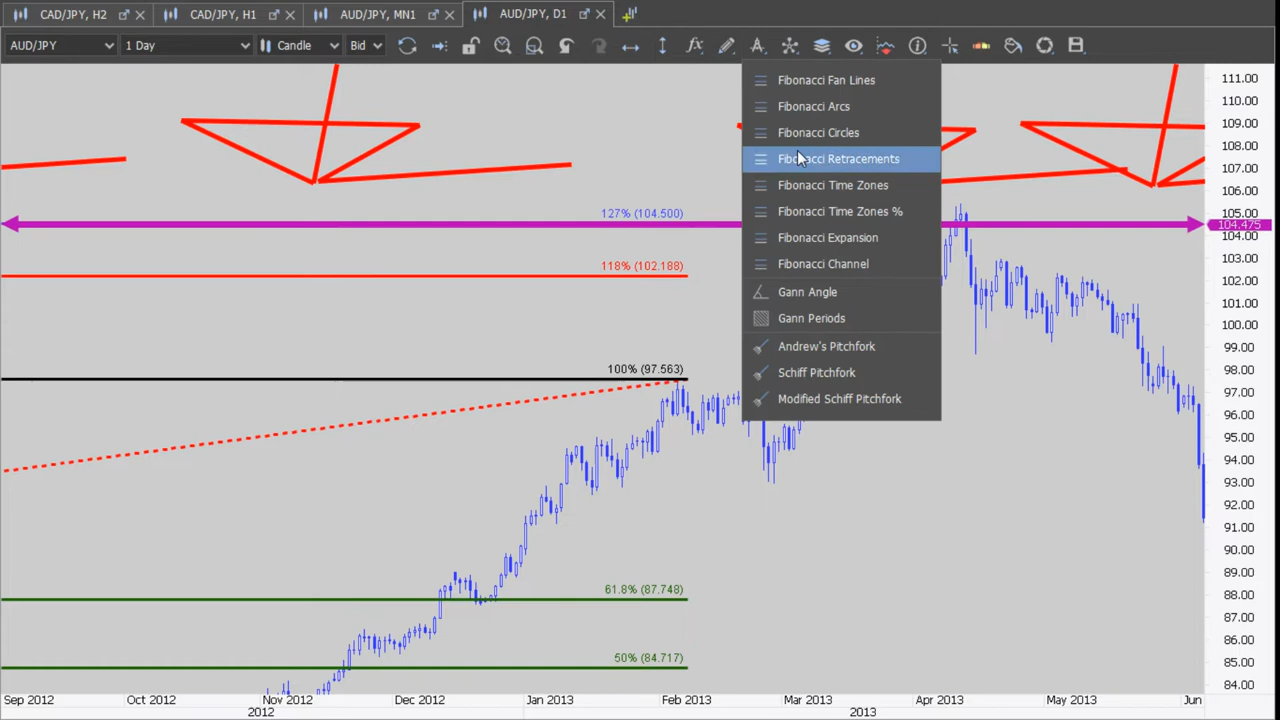 CAD/JPY, H2
CAD/JPY, H1
AUD/JPY, MN1
AUD/JPY, D1
AUD/JPY
1 Day
Candle
Bid
Fibonacci Fan Lines
Fibonacci Arcs
Fibonacci Circles
Fibonacci Retracements
Fibonacci Time Zones
Fibonacci Time Zones %
Fibonacci Expansion
Fibonacci Channel
Gann Angle
Gann Periods
Andrew's Pitchfork
Schiff Pitchfork
Modified Schiff Pitchfork
127% (104.500)
118% (102.188)
100% (97.563)
61.8% (87.748)
50% (84.717)
111.00
110.00
109.00
108.00
107.00
106.00
105.00
104.475
104.00
103.00
102.00
101.00
100.00
99.00
98.00
97.00
96.00
95.00
94.00
93.00
92.00
91.00
90.00
89.00
88.00
87.00
86.00
85.00
84.00
Sep 2012
Oct 2012
Nov 2012
Dec 2012
Jan 2013
Feb 2013
Mar 2013
Apr 2013
May 2013
Jun
2012
2013